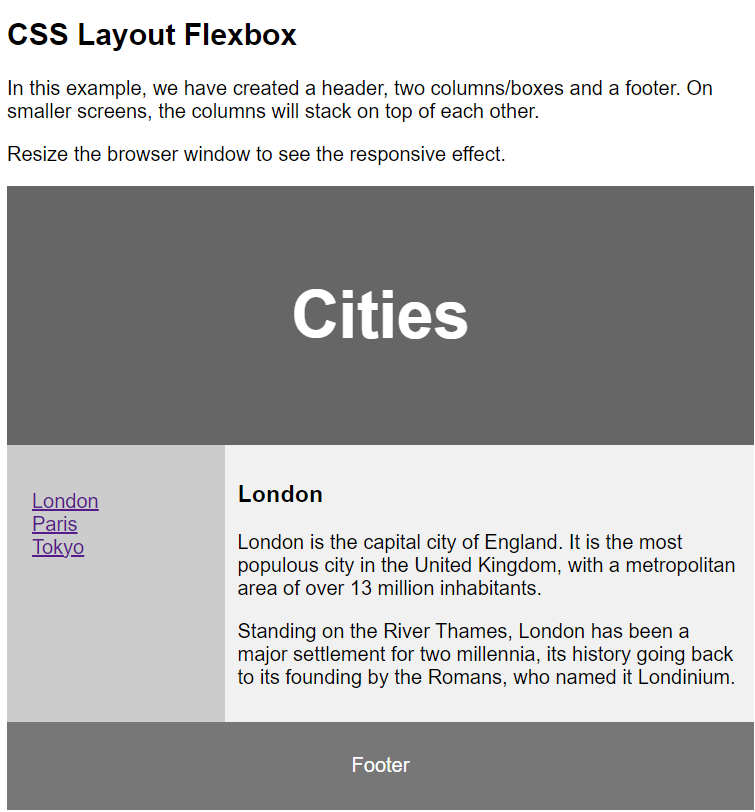 CSS Layout Flexbox
In this example, we have created a header, two columns/boxes and a footer. On
smaller screens, the columns will stack on top of each other.
Resize the browser window to see the responsive effect.
Cities
London
Paris
Tokyo
London
London is the capital city of England. It is the most
populous city in the United Kingdom, with a metropolitan
area of over 13 million inhabitants.
Standing on the River Thames, London has been a
major settlement for two millennia, its history going back
to its founding by the Romans, who named it Londinium.
Footer